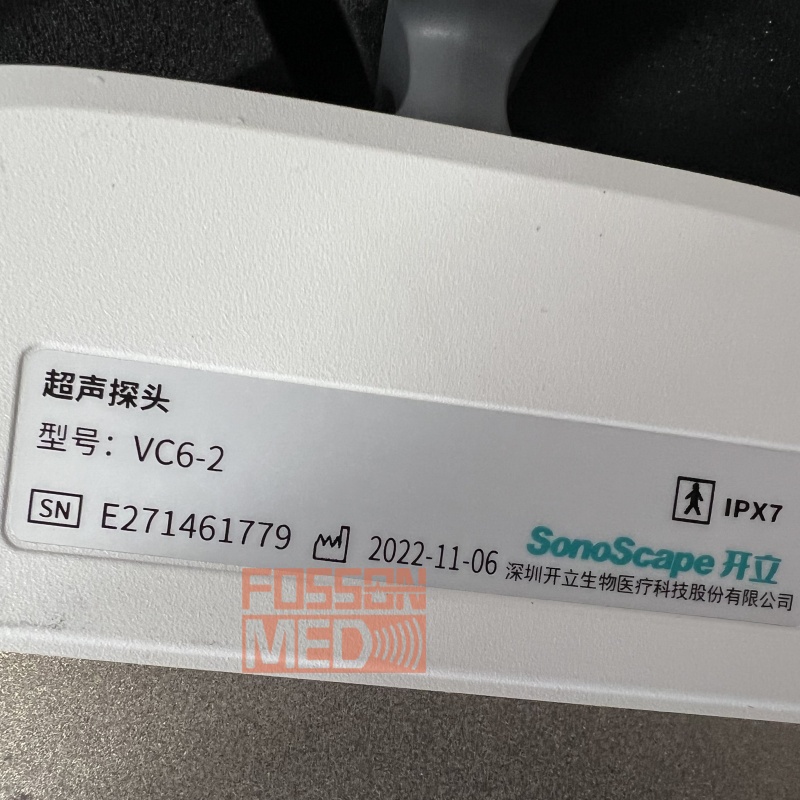 超声探头
型号：VC6-2
SN E271461779 2022-11-06
IPX7
SonoScape 开立
深圳开立生物医疗科技股份有限公司
FOSSON
MED